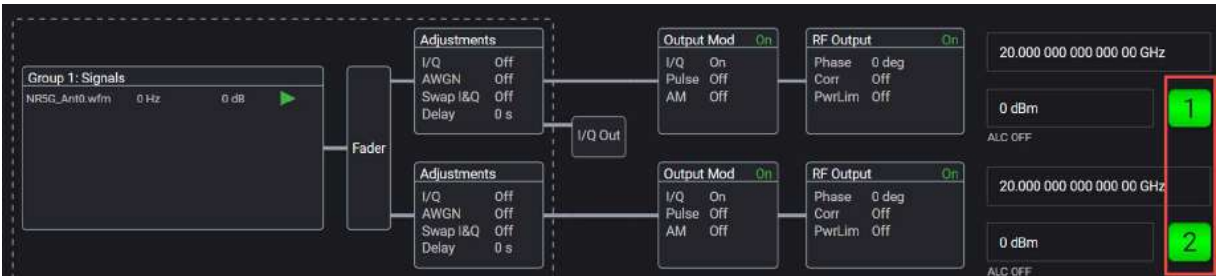 Group 1: Signals
NR5G_Ant0.wfm 0 Hz 0 dB
Fader
Adjustments
I/Q Off
AWGN Off
Swap I&Q Off
Delay 0 s
I/Q Out
Output Mod On
I/Q On
Pulse Off
AM Off
RF Output On
Phase 0 deg
Corr Off
PwrLim Off
20.000 000 000 000 00 GHz
0 dBm
1
ALC OFF
Adjustments
I/Q Off
AWGN Off
Swap I&Q Off
Delay 0 s
Output Mod On
I/Q On
Pulse Off
AM Off
RF Output On
Phase 0 deg
Corr Off
PwrLim Off
20.000 000 000 000 00 GHz
0 dBm
2
ALC OFF